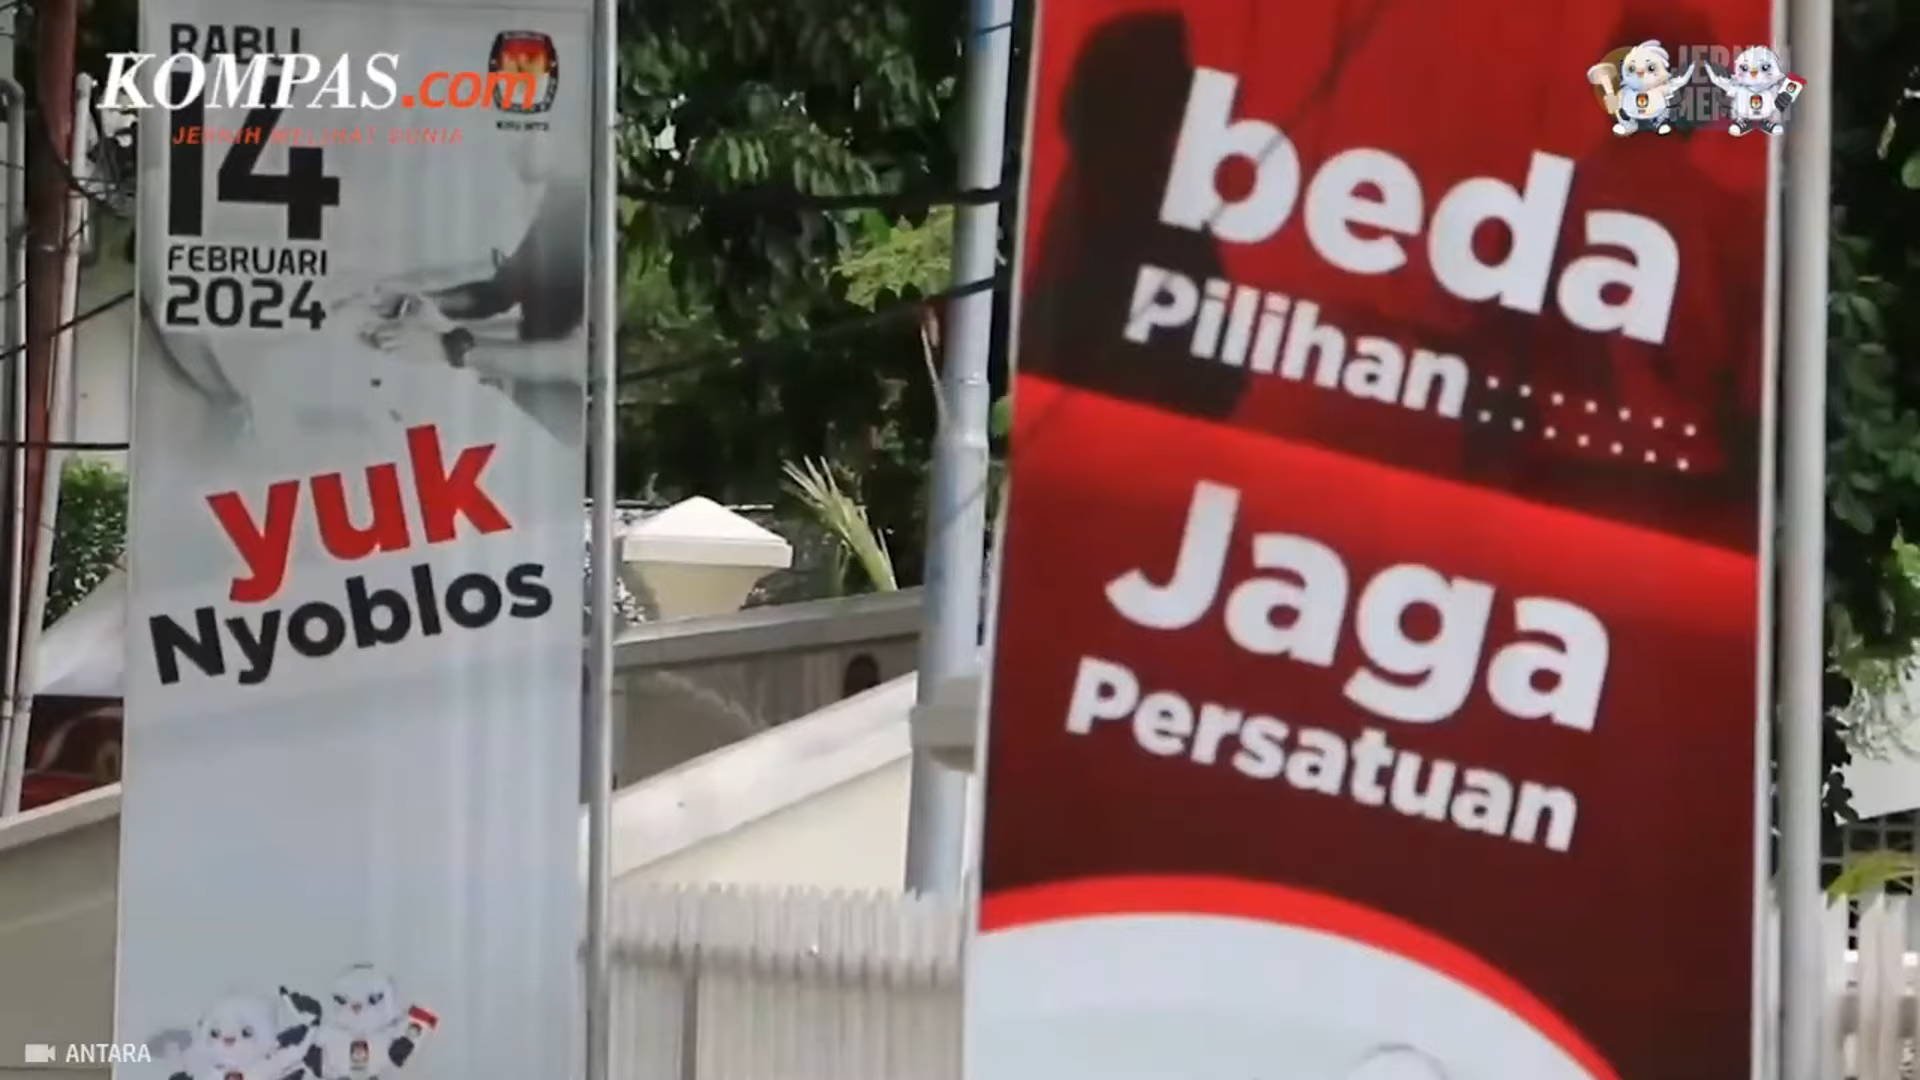 RABU
14
FEBRUARI
2024
KOMPAS.com
JERNIH MELIHAT DUNIA
yuk
Nyoblos
beda
Pilihan
Jaga
Persatuan
ANTARA